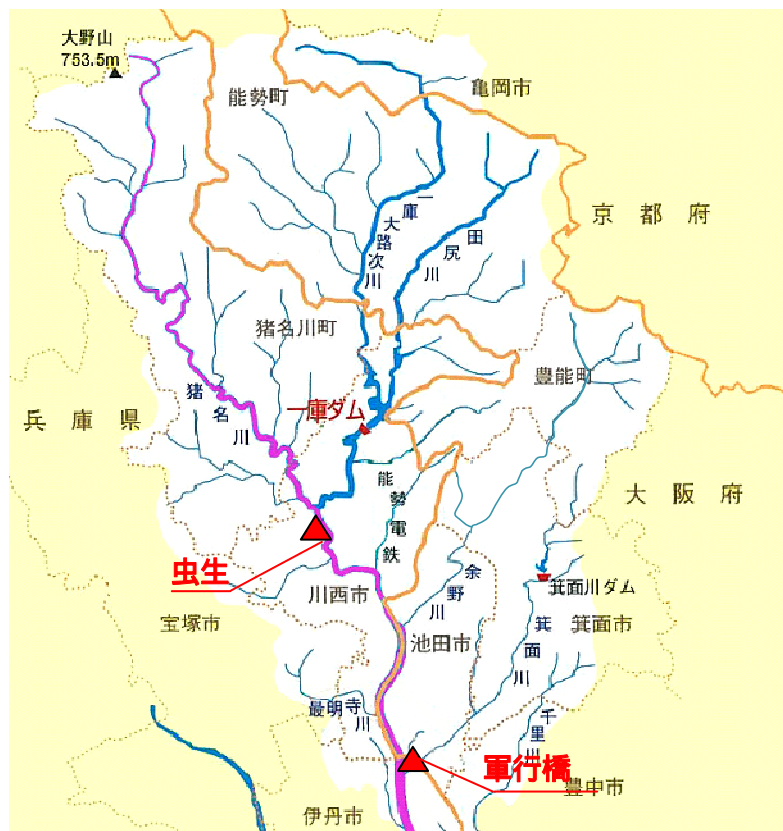 大野山
753.5m
能勢町
亀岡市
京都府
一庫大路次川
田尻川
猪名川町
豊能町
猪名川
一庫ダム
兵庫県
大阪府
能勢電鉄
虫生
余野川
箕面川ダム
川西市
宝塚市
池田市
箕面川
箕面市
最明寺川
千里川
軍行橋
豊中市
伊丹市